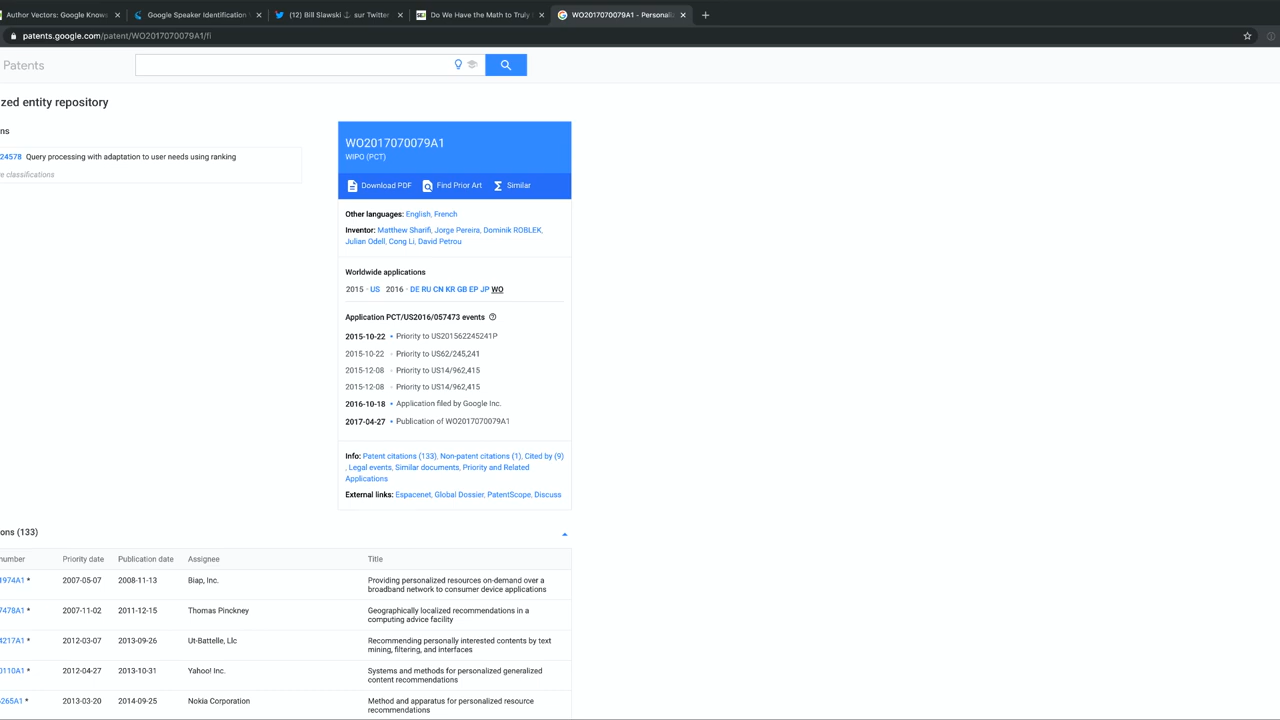 Author Vectors: Google Knows
Google Speaker Identification
(12) Bill Slawski ⚓ sur Twitter
Do We Have the Math to Truly
WO2017070079A1 - Personali
patents.google.com/patent/WO2017070079A1/fi
Patents
zed entity repository
ns
24578 Query processing with adaptation to user needs using ranking
e classifications
WO2017070079A1
WIPO (PCT)
Download PDF Find Prior Art Similar
Other languages: English, French
Inventor: Matthew Sharifi, Jorge Pereira, Dominik ROBLEK,
Julian Odell, Cong Li, David Petrou
Worldwide applications
2015 · US 2016 · DE RU CN KR GB EP JP WO
Application PCT/US2016/057473 events
2015-10-22 • Priority to US201562245241P
2015-10-22 • Priority to US62/245,241
2015-12-08 • Priority to US14/962,415
2015-12-08 • Priority to US14/962,415
2016-10-18 • Application filed by Google Inc.
2017-04-27 • Publication of WO2017070079A1
Info: Patent citations (133), Non-patent citations (1), Cited by (9)
, Legal events, Similar documents, Priority and Related
Applications
External links: Espacenet, Global Dossier, PatentScope, Discuss
ons (133)
number Priority date Publication date Assignee Title
1974A1 * 2007-05-07 2008-11-13 Biap, Inc. Providing personalized resources on-demand over a
broadband network to consumer device applications
7478A1 * 2007-11-02 2011-12-15 Thomas Pinckney Geographically localized recommendations in a
computing advice facility
4217A1 * 2012-03-07 2013-09-26 Ut-Battelle, Llc Recommending personally interested contents by text
mining, filtering, and interfaces
0110A1 * 2012-04-27 2013-10-31 Yahoo! Inc. Systems and methods for personalized generalized
content recommendations
265A1 * 2013-03-20 2014-09-25 Nokia Corporation Method and apparatus for personalized resource
recommendations